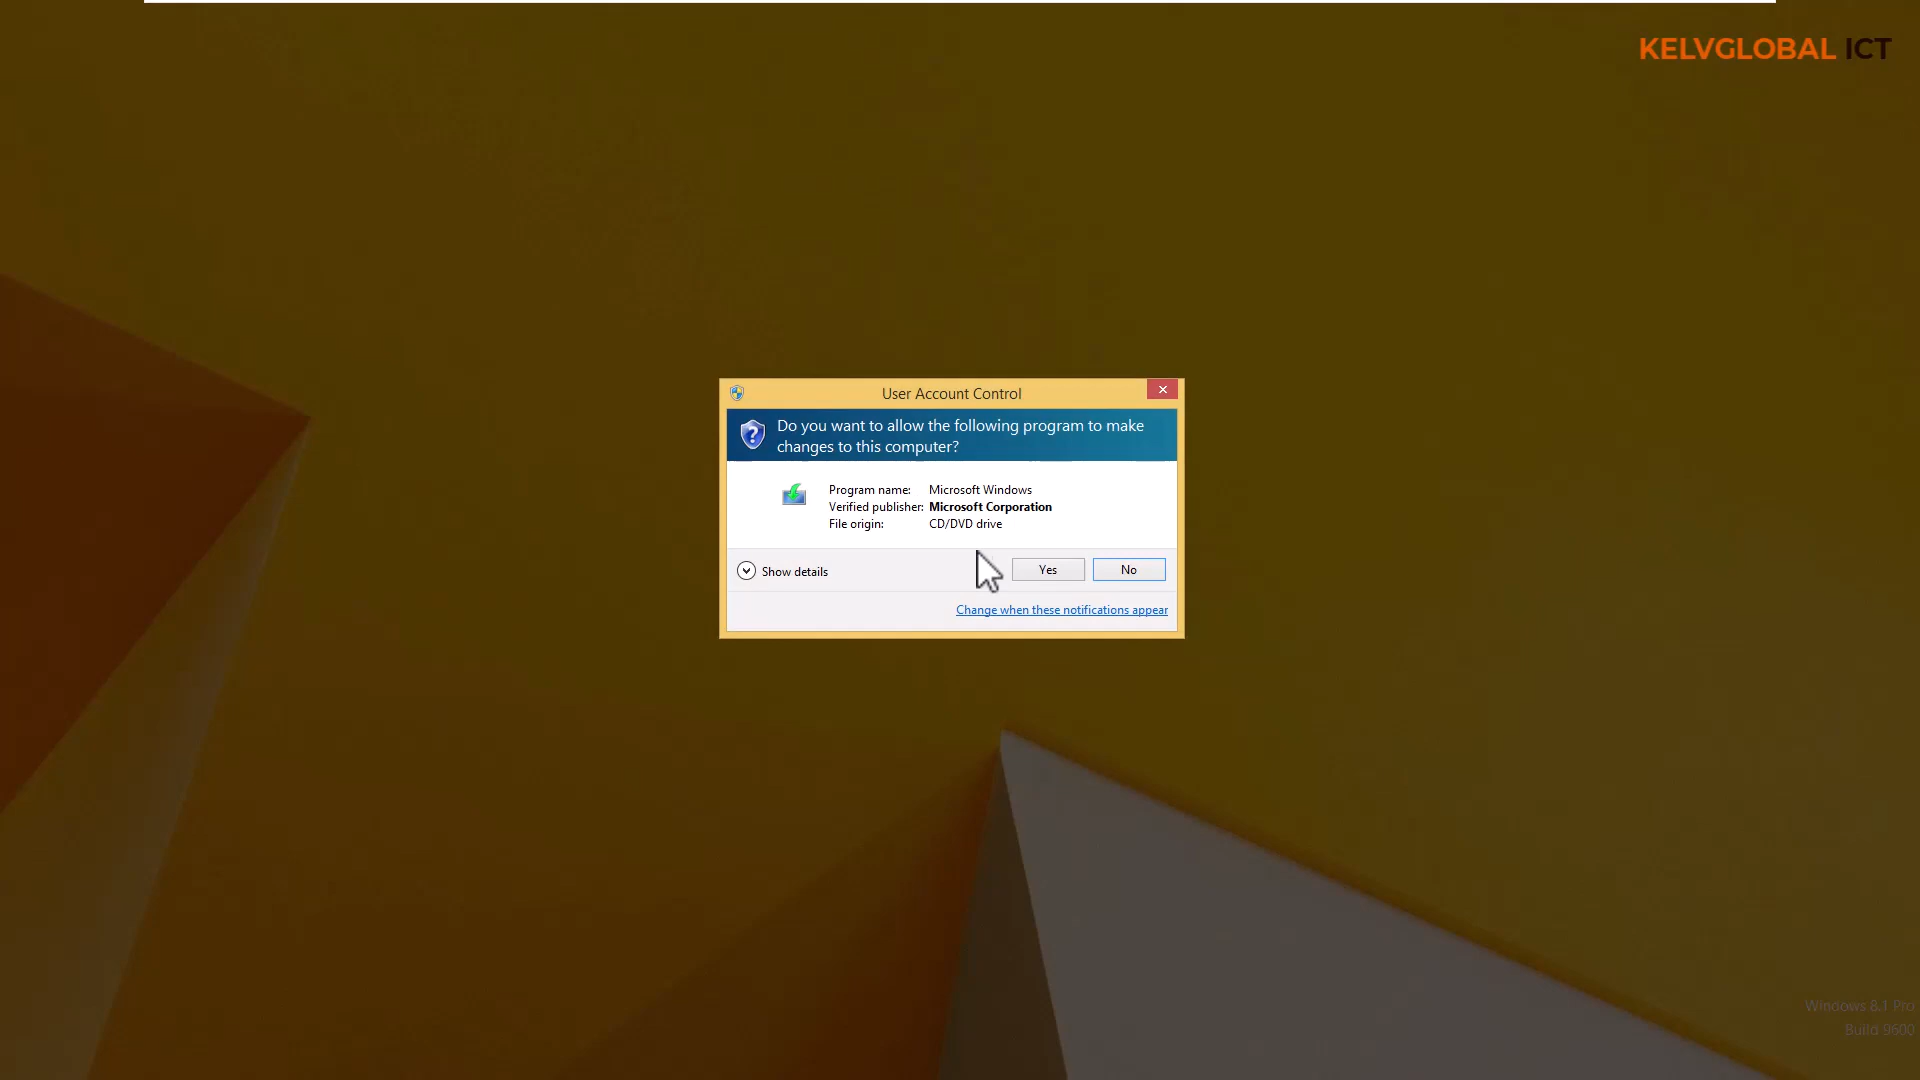 KELVGLOBAL ICT
User Account Control
Do you want to allow the following program to make
changes to this computer?
Program name: Microsoft Windows
Verified publisher: Microsoft Corporation
File origin: CD/DVD drive
Show details
Yes
No
Change when these notifications appear
Windows 8.1 Pro
Build 9600